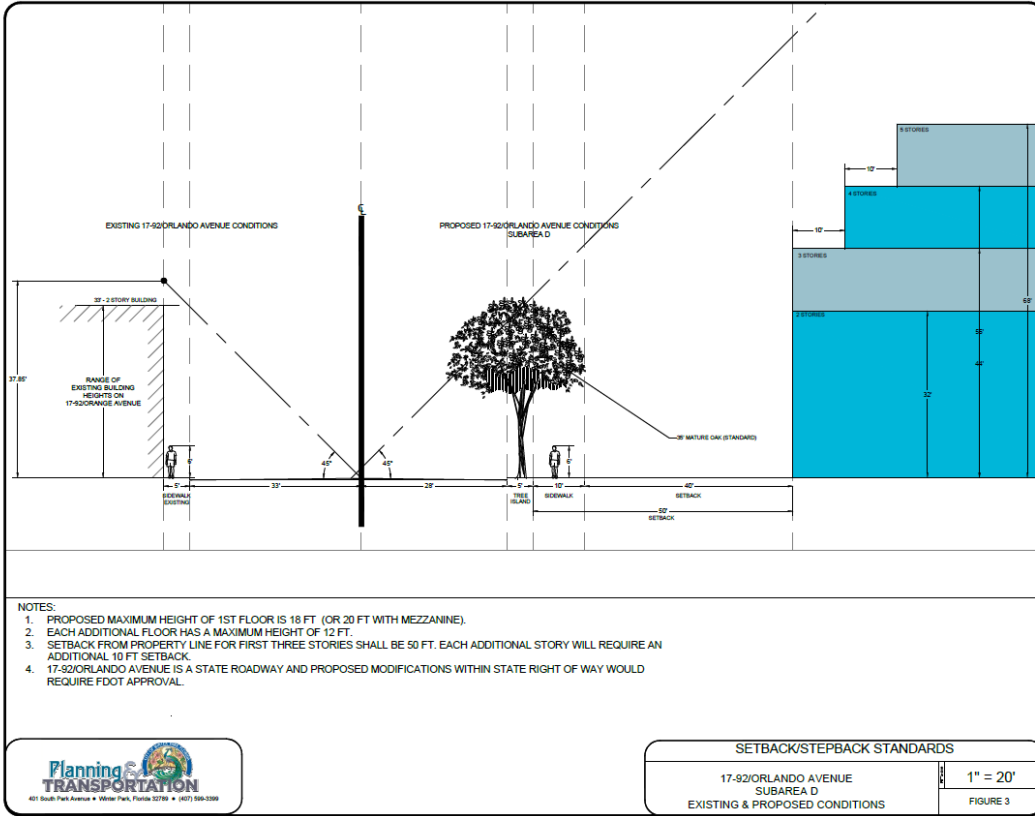 5 STORIES
10'
4 STORIES
EXISTING 17-92/ORLANDO AVENUE CONDITIONS
PROPOSED 17-92/ORLANDO AVENUE CONDITIONS
SUBAREA D
10'
3 STORIES
33' - 2 STORY BUILDING
68'
2 STORIES
55'
44'
37.85'
RANGE OF
EXISTING BUILDING
HEIGHTS ON
17-92/ORANGE AVENUE
32'
MATURE OAK (STANDARD)
6'
45°
45°
6'
5'
33'
28'
5'
10'
40'
SIDEWALK
EXISTING
TREE
ISLAND
SIDEWALK
SETBACK
50'
SETBACK
NOTES:
1. PROPOSED MAXIMUM HEIGHT OF 1ST FLOOR IS 18 FT (OR 20 FT WITH MEZZANINE).
2. EACH ADDITIONAL FLOOR HAS A MAXIMUM HEIGHT OF 12 FT.
3. SETBACK FROM PROPERTY LINE FOR FIRST THREE STORIES SHALL BE 50 FT. EACH ADDITIONAL STORY WILL REQUIRE AN
ADDITIONAL 10 FT SETBACK.
4. 17-92/ORLANDO AVENUE IS A STATE ROADWAY AND PROPOSED MODIFICATIONS WITHIN STATE RIGHT OF WAY WOULD
REQUIRE FDOT APPROVAL.
Planning &
TRANSPORTATION
401 South Park Avenue • Winter Park, Florida 32789 • (407) 599-3399
SETBACK/STEPBACK STANDARDS
17-92/ORLANDO AVENUE
SUBAREA D
EXISTING & PROPOSED CONDITIONS
1" = 20'
FIGURE 3